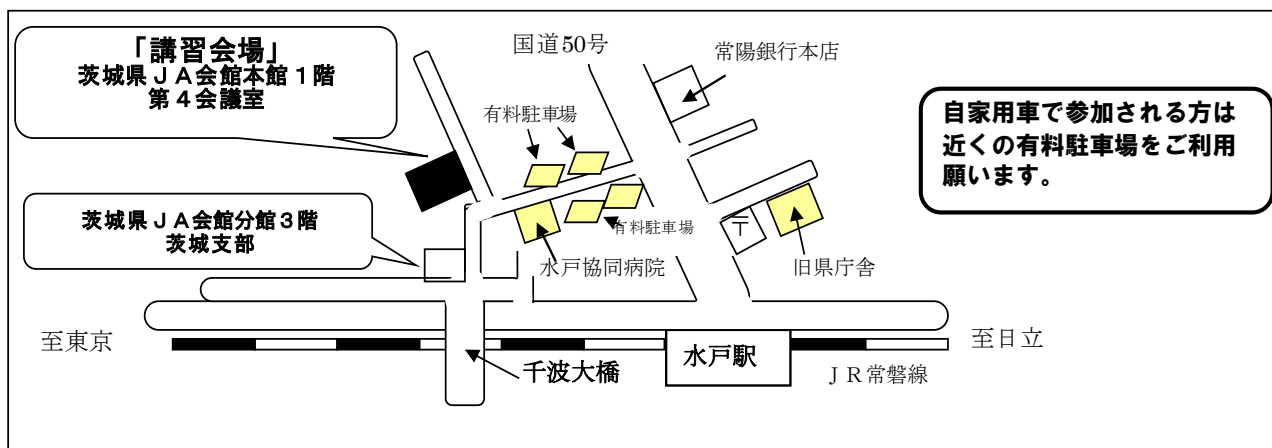 「講習会場」
茨城県ＪＡ会館本館１階
第４会議室
国道50号
常陽銀行本店
有料駐車場
自家用車で参加される方は
近くの有料駐車場をご利用
願います。
茨城県ＪＡ会館分館３階
茨城支部
有料駐車場
〒
水戸協同病院
旧県庁舎
至東京
水戸駅
至日立
千波大橋
ＪＲ常磐線